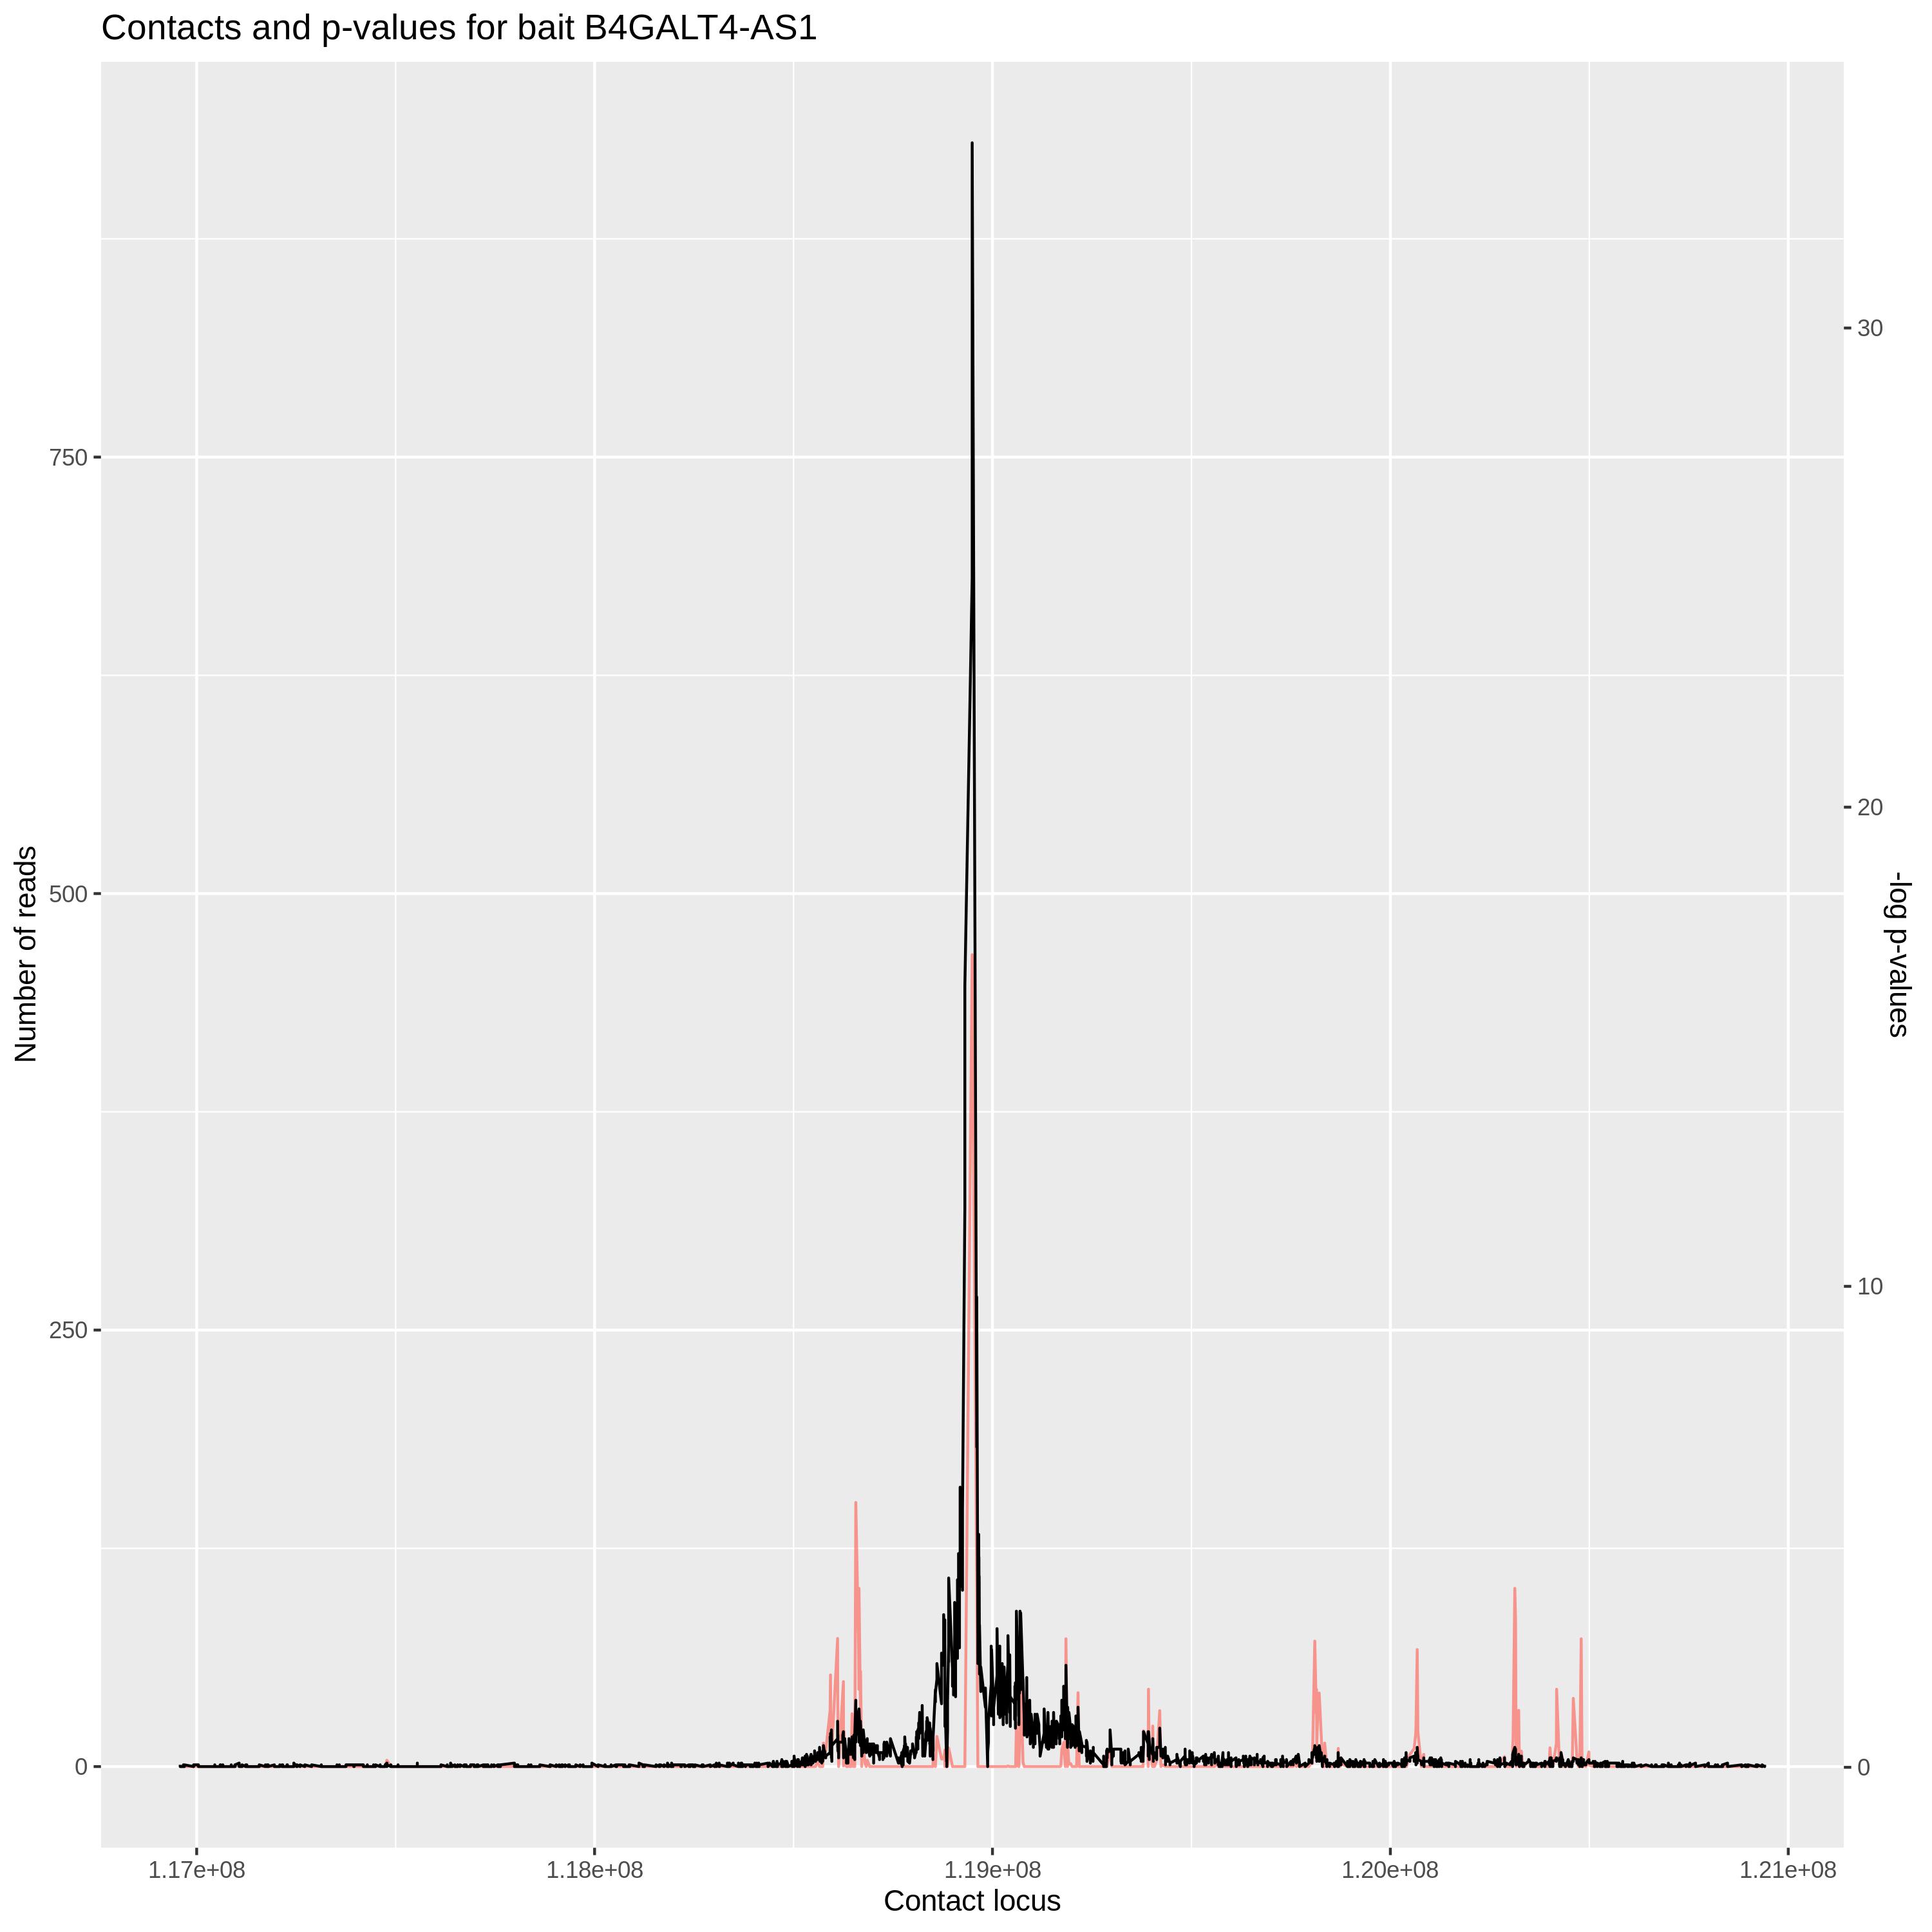 Contacts and p-values for bait B4GALT4-AS1
750
500
250
0
Number of reads
30
20
10
0
-log p-values
1.17e+08
1.18e+08
1.19e+08
1.20e+08
1.21e+08
Contact locus